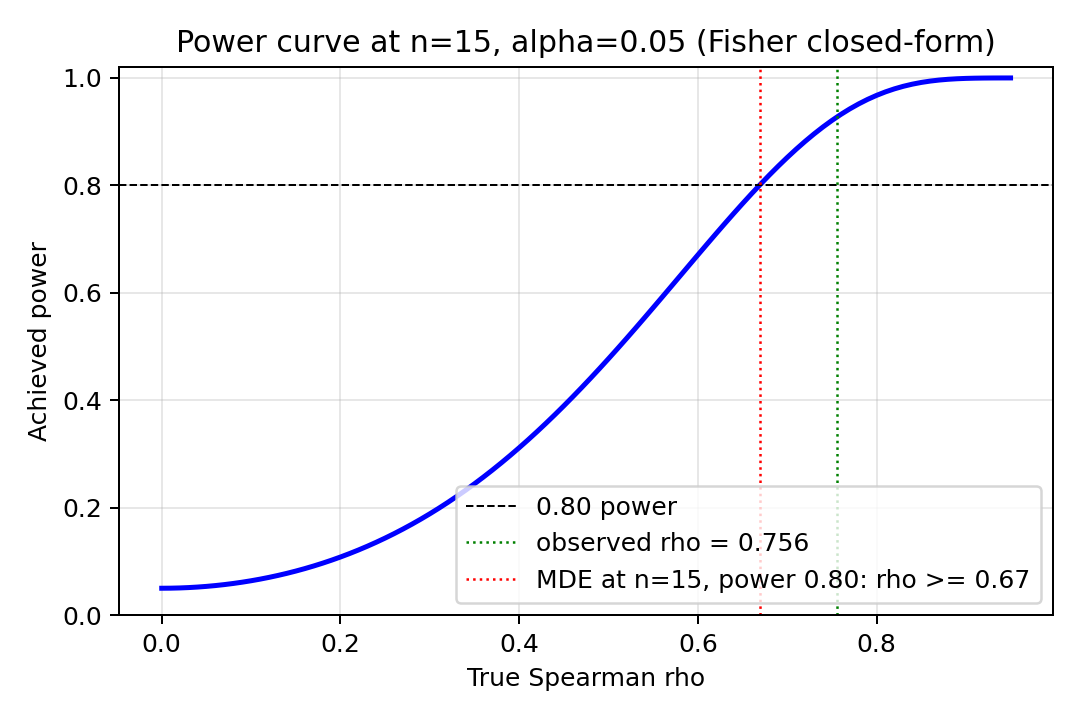 Power curve at n=15, alpha=0.05 (Fisher closed-form)
Achieved power
1.0
0.8
0.6
0.4
0.2
0.0
0.80 power
observed rho = 0.756
MDE at n=15, power 0.80: rho >= 0.67
0.0 0.2 0.4 0.6 0.8
True Spearman rho